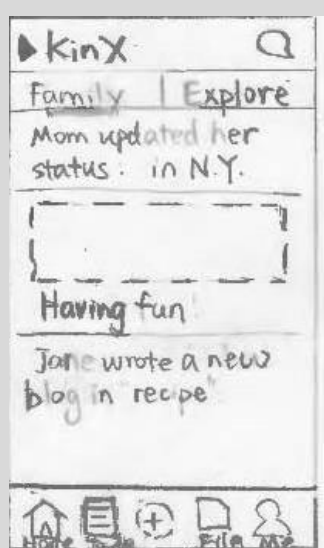 kinX
Family | Explore
Mom updated her
status: in N.Y.
Having fun
Jane wrote a new
blog in "recipe"
Home File Me